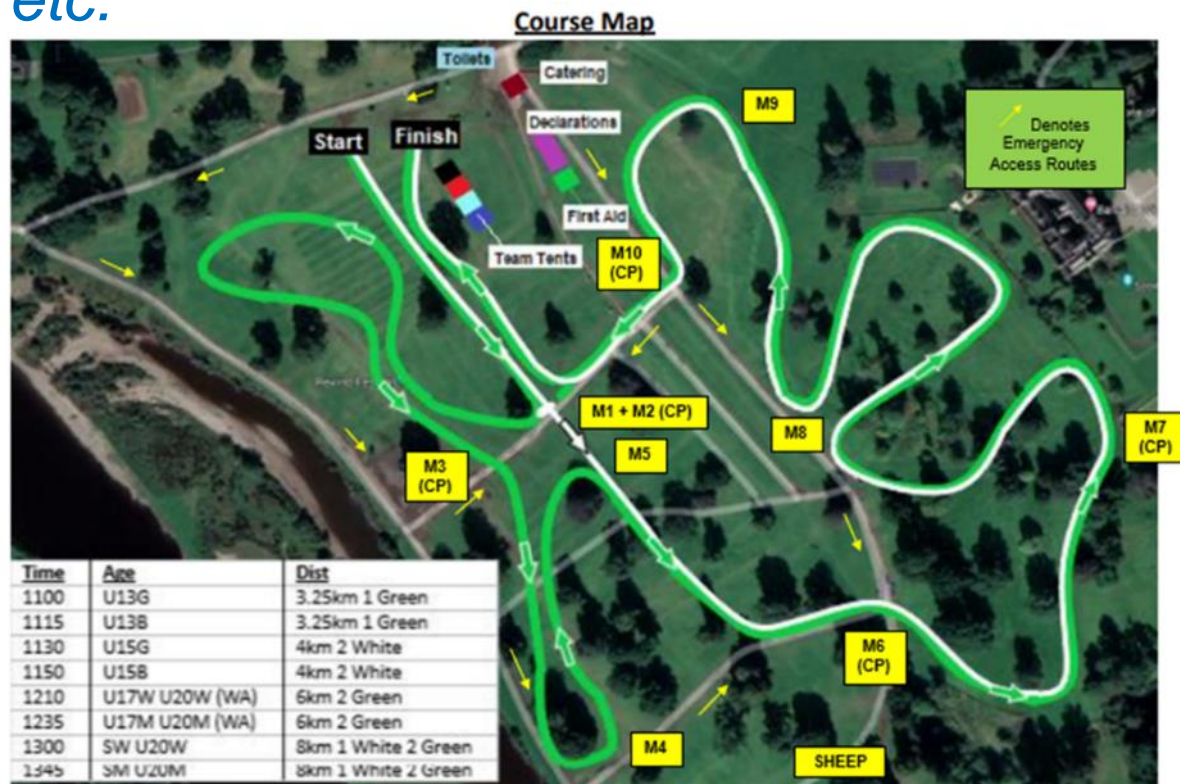 etc.
Course Map
Toilets
Catering
Declarations
Start
Finish
First Aid
Team Tents
M9
Denotes
Emergency
Access Routes
M10
(CP)
M1 + M2 (CP)
M5
M8
M7
(CP)
M3
(CP)
M6
(CP)
M4
SHEEP
Time Age Dist
1100 U13G 3.25km 1 Green
1115 U13B 3.25km 1 Green
1130 U15G 4km 2 White
1150 U15B 4km 2 White
1210 U17W U20W (WA) 6km 2 Green
1235 U17M U20M (WA) 6km 2 Green
1300 SW U20W 8km 1 White 2 Green
1345 SM U20M 8km 1 White 2 Green